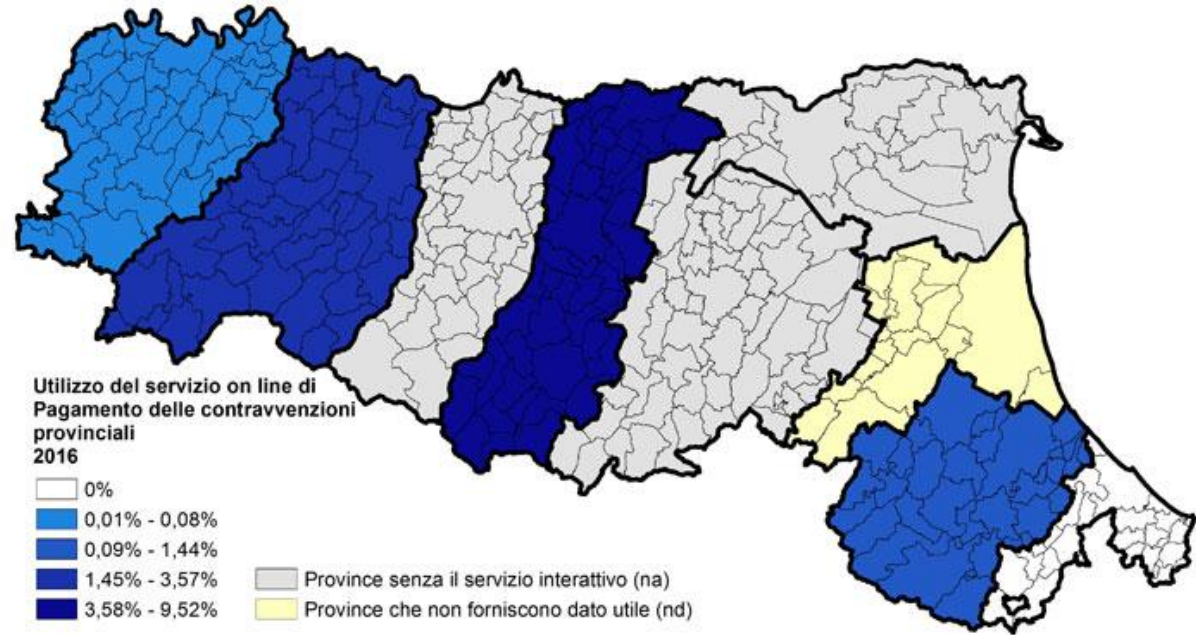 Utilizzo del servizio on line di
Pagamento delle contravvenzioni
provinciali
2016
0%
0,01% - 0,08%
0,09% - 1,44%
1,45% - 3,57%
3,58% - 9,52%
Province senza il servizio interattivo (na)
Province che non forniscono dato utile (nd)